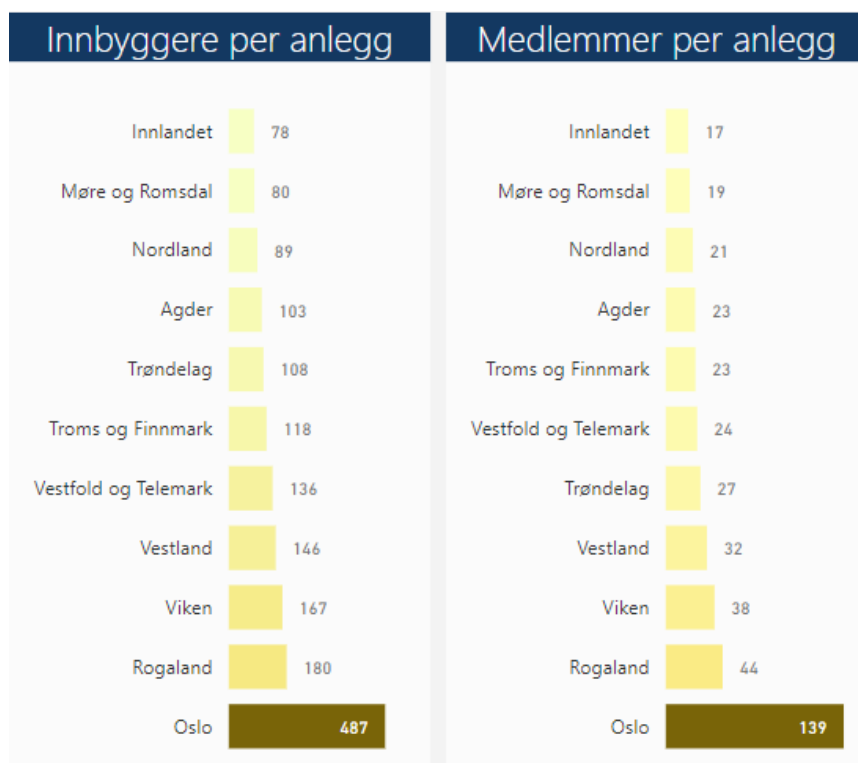 Innbyggere per anlegg
Innlandet 78
Møre og Romsdal 80
Nordland 89
Agder 103
Trøndelag 108
Troms og Finnmark 118
Vestfold og Telemark 136
Vestland 146
Viken 167
Rogaland 180
Oslo 487
Medlemmer per anlegg
Innlandet 17
Møre og Romsdal 19
Nordland 21
Agder 23
Troms og Finnmark 23
Vestfold og Telemark 24
Trøndelag 27
Vestland 32
Viken 38
Rogaland 44
Oslo 139